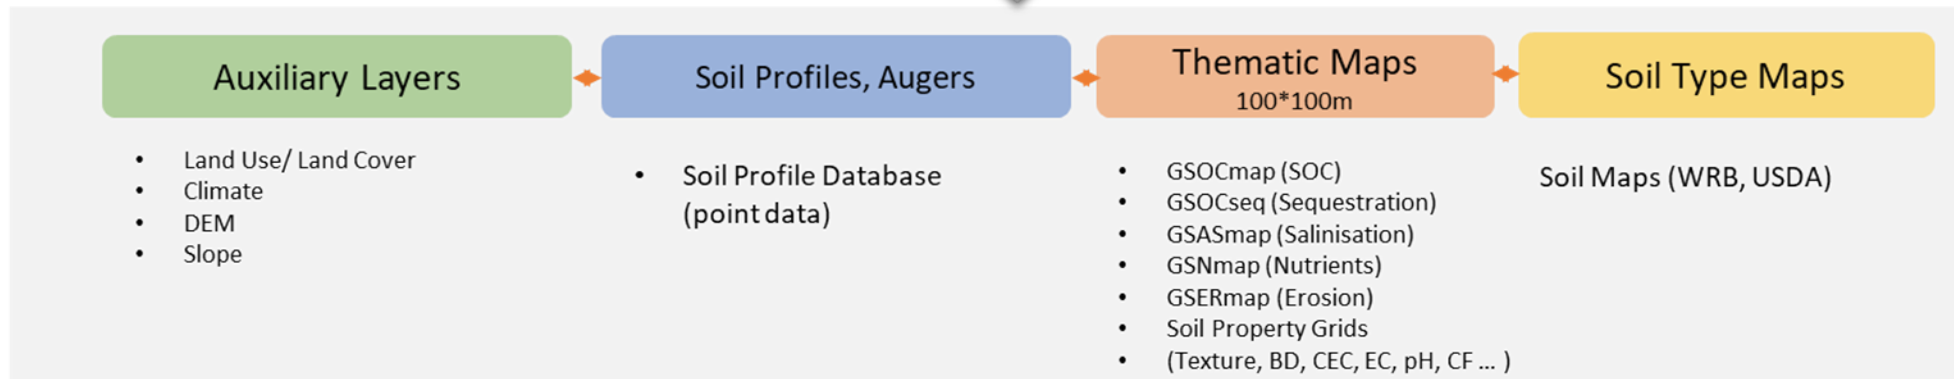 Auxiliary Layers
• Land Use/ Land Cover
• Climate
• DEM
• Slope
Soil Profiles, Augers
• Soil Profile Database
(point data)
Thematic Maps
100*100m
• GSOCmap (SOC)
• GSOCseq (Sequestration)
• GSASmap (Salinisation)
• GSNmap (Nutrients)
• GSERmap (Erosion)
• Soil Property Grids
• (Texture, BD, CEC, EC, pH, CF ... )
Soil Type Maps
Soil Maps (WRB, USDA)